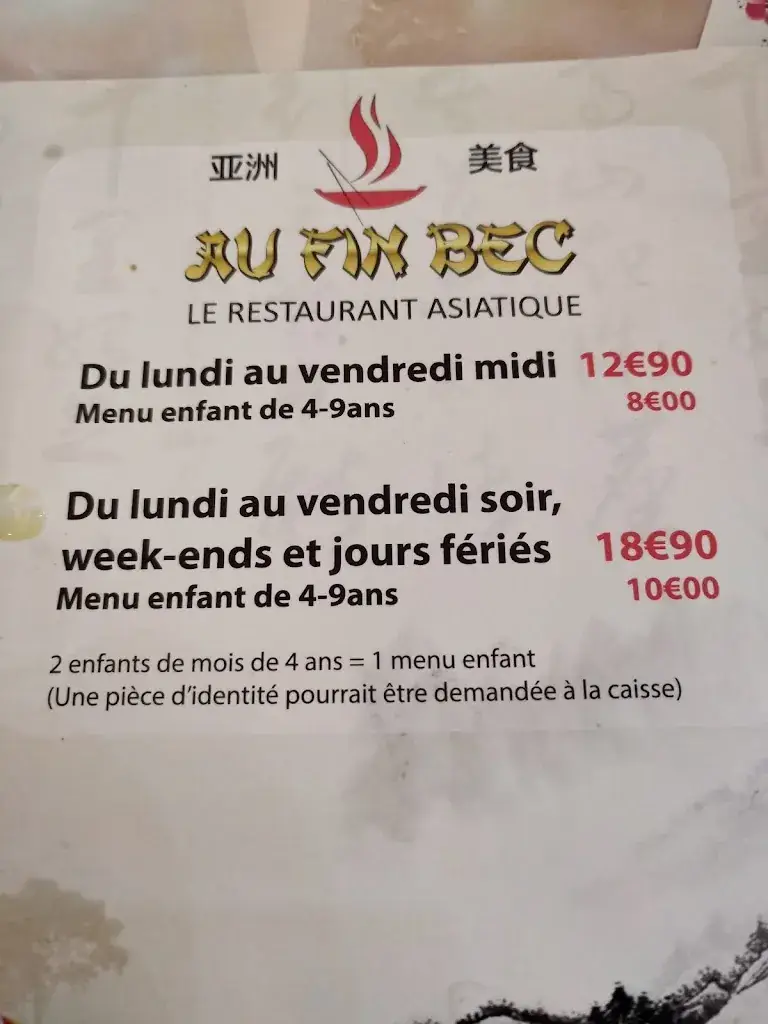 亚洲 美食
AU FIN BEC
LE RESTAURANT ASIATIQUE
Du lundi au vendredi midi 12€90
Menu enfant de 4-9ans 8€00
Du lundi au vendredi soir,
week-ends et jours fériés 18€90
Menu enfant de 4-9ans 10€00
2 enfants de mois de 4 ans = 1 menu enfant
(Une pièce d'identité pourrait être demandée à la caisse)